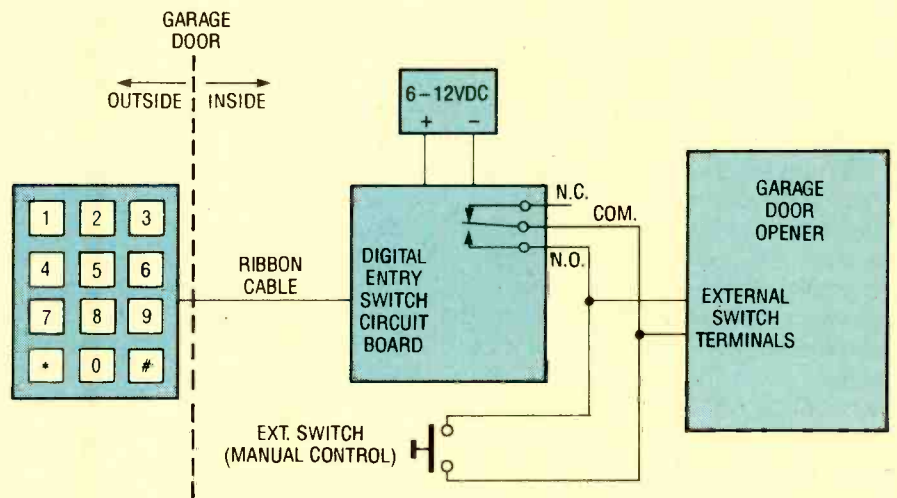 GARAGE
DOOR
OUTSIDE
INSIDE
6–12VDC
+ −
1 2 3
4 5 6
7 8 9
* 0 #
RIBBON
CABLE
DIGITAL
ENTRY
SWITCH
CIRCUIT
BOARD
N.C.
COM.
N.O.
GARAGE
DOOR
OPENER
EXTERNAL
SWITCH
TERMINALS
EXT. SWITCH
(MANUAL CONTROL)